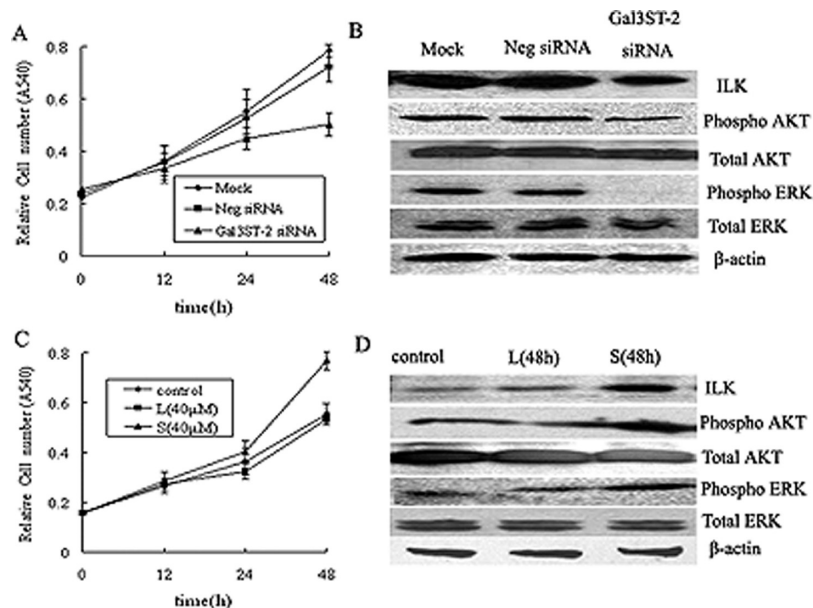 A
0.8
0.6
0.4
0.2
0
0 12 24 48
Relative Cell number (A540)
time(h)
Mock
Neg siRNA
Gal3ST-2 siRNA
B
Mock Neg siRNA Gal3ST-2 siRNA
ILK
Phospho AKT
Total AKT
Phospho ERK
Total ERK
β-actin
C
0.8
0.6
0.4
0.2
0
0 12 24 48
Relative Cell number (A540)
time(h)
control
L(40μM)
S(40μM)
D
control L(48h) S(48h)
ILK
Phospho AKT
Total AKT
Phospho ERK
Total ERK
β-actin